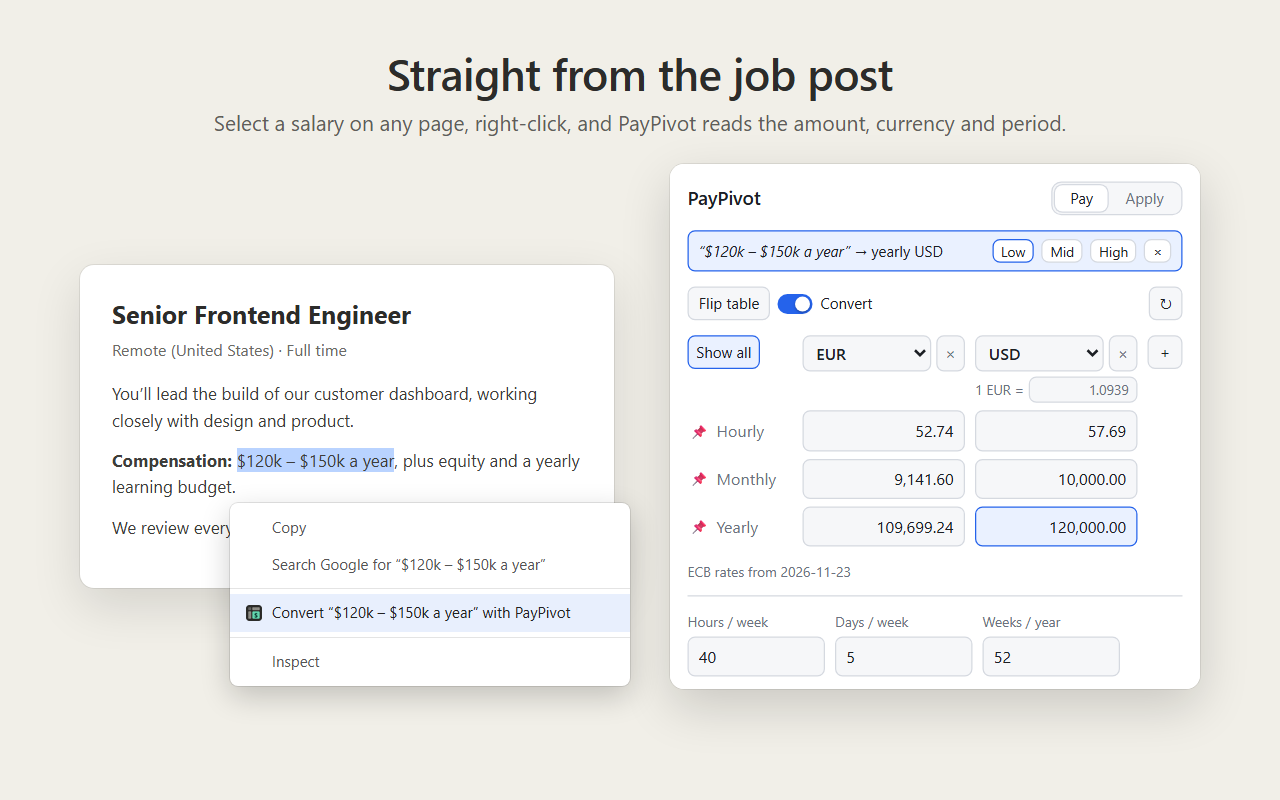 Straight from the job post
Select a salary on any page, right-click, and PayPivot reads the amount, currency and period.
Senior Frontend Engineer
Remote (United States) · Full time
You’ll lead the build of our customer dashboard, working
closely with design and product.
Compensation: $120k – $150k a year, plus equity and a yearly
learning budget.
We review every
Copy
Search Google for “$120k – $150k a year”
Convert “$120k – $150k a year” with PayPivot
Inspect
PayPivot
Pay Apply
“$120k – $150k a year” → yearly USD Low Mid High ×
Flip table Convert ↻
Show all EUR × USD × +
1 EUR = 1.0939
Hourly 52.74 57.69
Monthly 9,141.60 10,000.00
Yearly 109,699.24 120,000.00
ECB rates from 2026-11-23
Hours / week Days / week Weeks / year
40 5 52